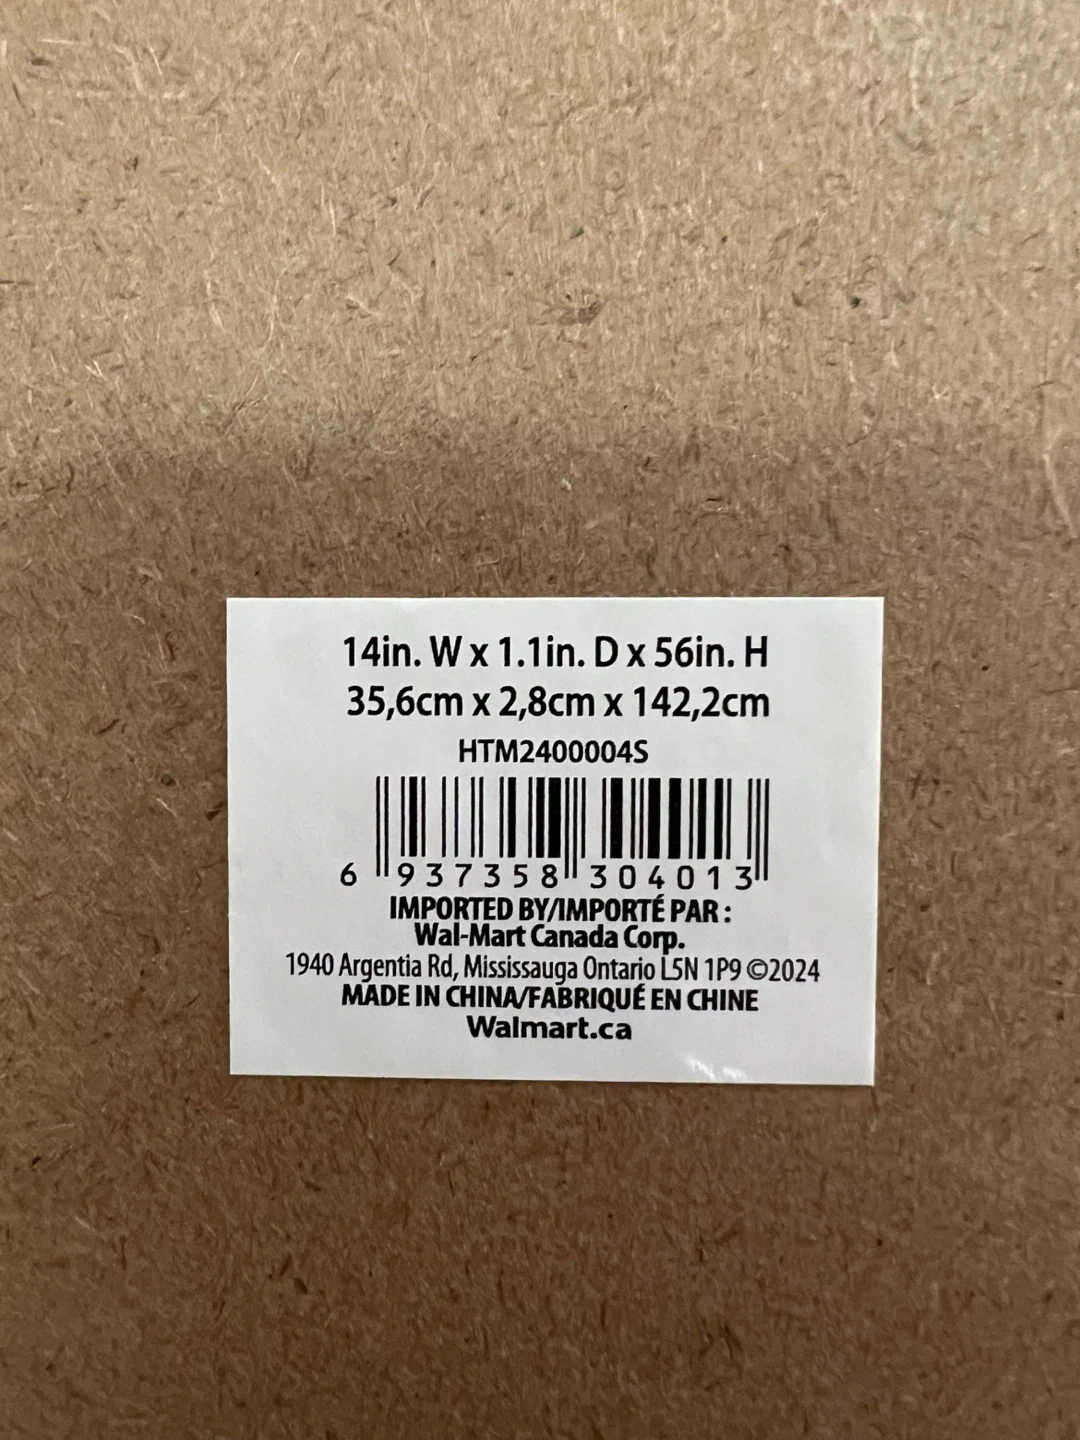 14in. W x 1.1in. D x 56in. H
35,6cm x 2,8cm x 142,2cm
HTM2400004S
6 937358 304013
IMPORTED BY/IMPORTÉ PAR :
Wal-Mart Canada Corp.
1940 Argentia Rd, Mississauga Ontario L5N 1P9 ©2024
MADE IN CHINA/FABRIQUÉ EN CHINE
Walmart.ca